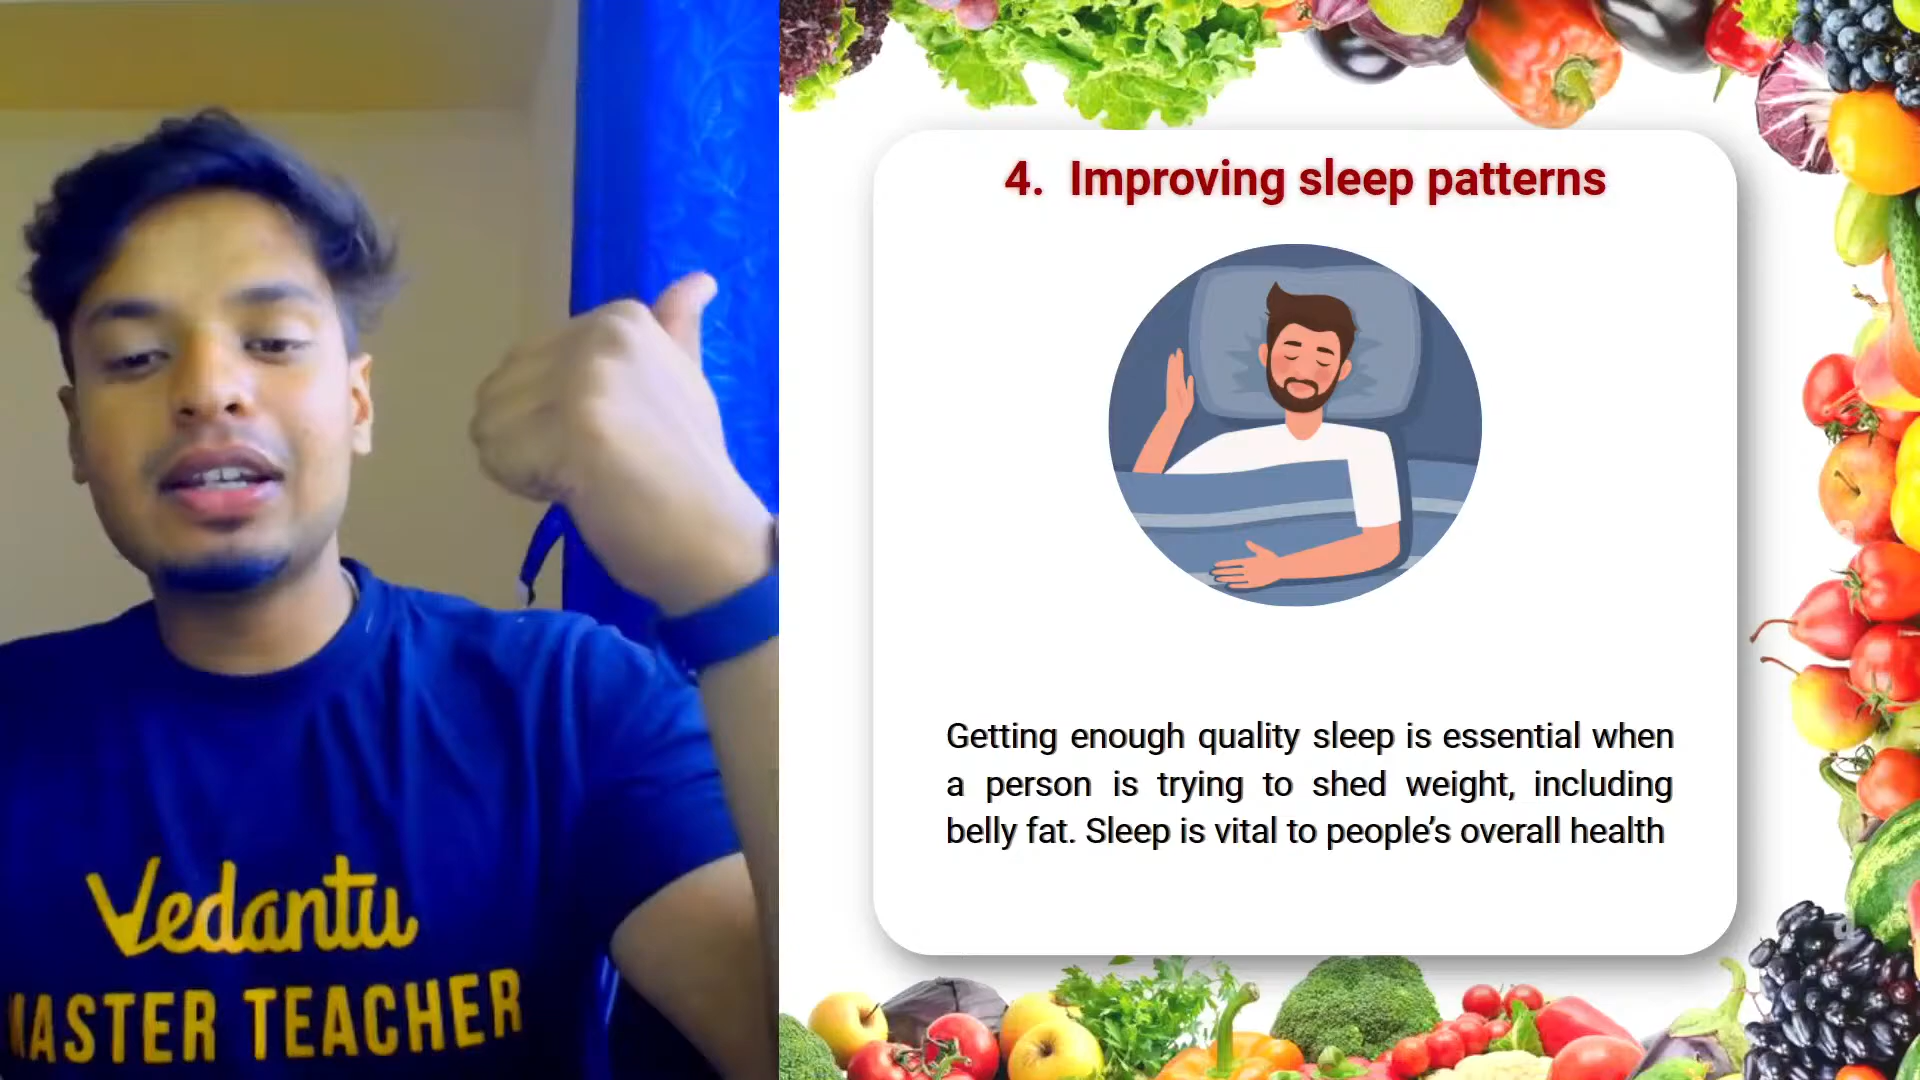 4. Improving sleep patterns
Getting enough quality sleep is essential when
a person is trying to shed weight, including
belly fat. Sleep is vital to people's overall health
Vedantu
MASTER TEACHER